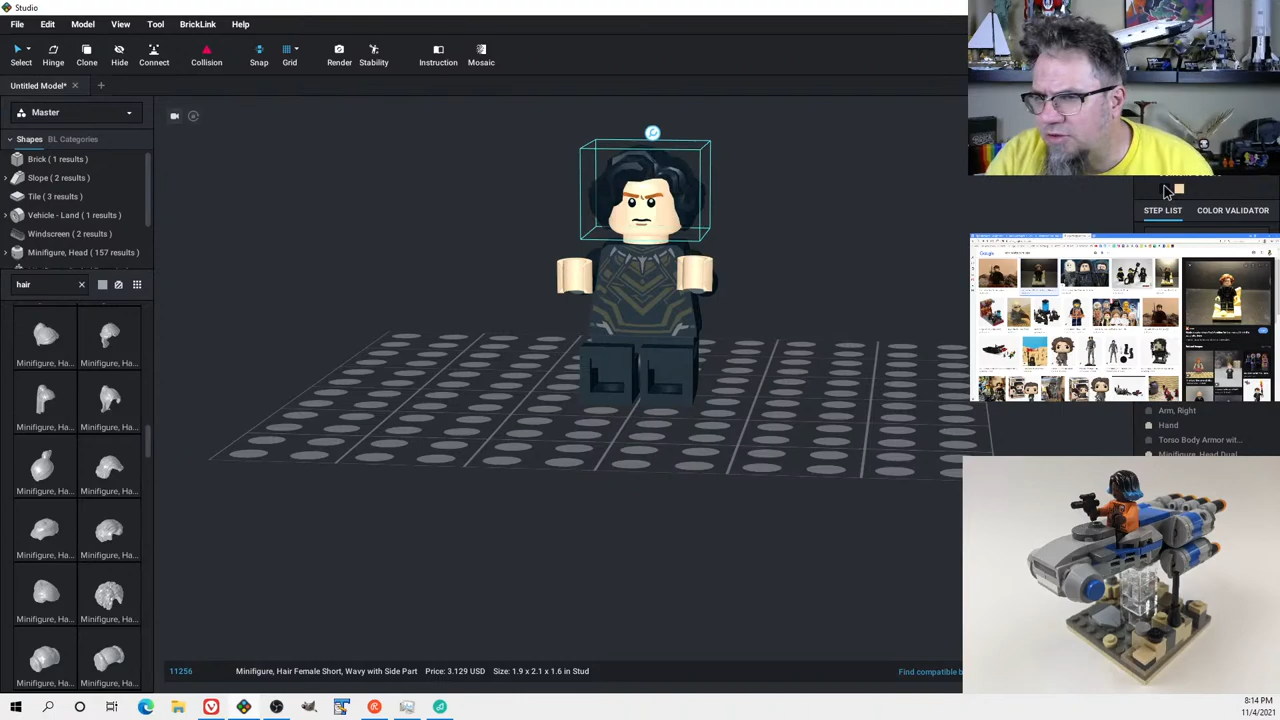 Studio
File Edit Model View Tool BrickLink Help
Select Hinge Clone Hide Connect Collision Snap Grid Render Stability Instruction Mosaic
Untitled Model*
Master
Shapes BL Categories
Brick ( 1 results )
Slope ( 2 results )
Tile ( 3 results )
Vehicle - Land ( 1 results )
Windscreen ( 2 results )
Minifigure, Head ( 157 results )
hair
Minifigure, Ha... Minifigure, Ha...
Minifigure, Ha... Minifigure, Ha...
Minifigure, Ha... Minifigure, Ha...
Minifigure, Ha... Minifigure, Ha...
Minifigure, Ha... Minifigure, Ha...
Minifigure, Ha... Minifigure, Ha...
STEP LIST COLOR VALIDATOR
Arm, Right
Hand
Torso Body Armor wit...
Minifigure, Head Dual
11256 Minifigure, Hair Female Short, Wavy with Side Part Price: 3.129 USD Size: 1.9 x 2.1 x 1.6 in Stud
Find compatible b
8:14 PM
11/4/2021